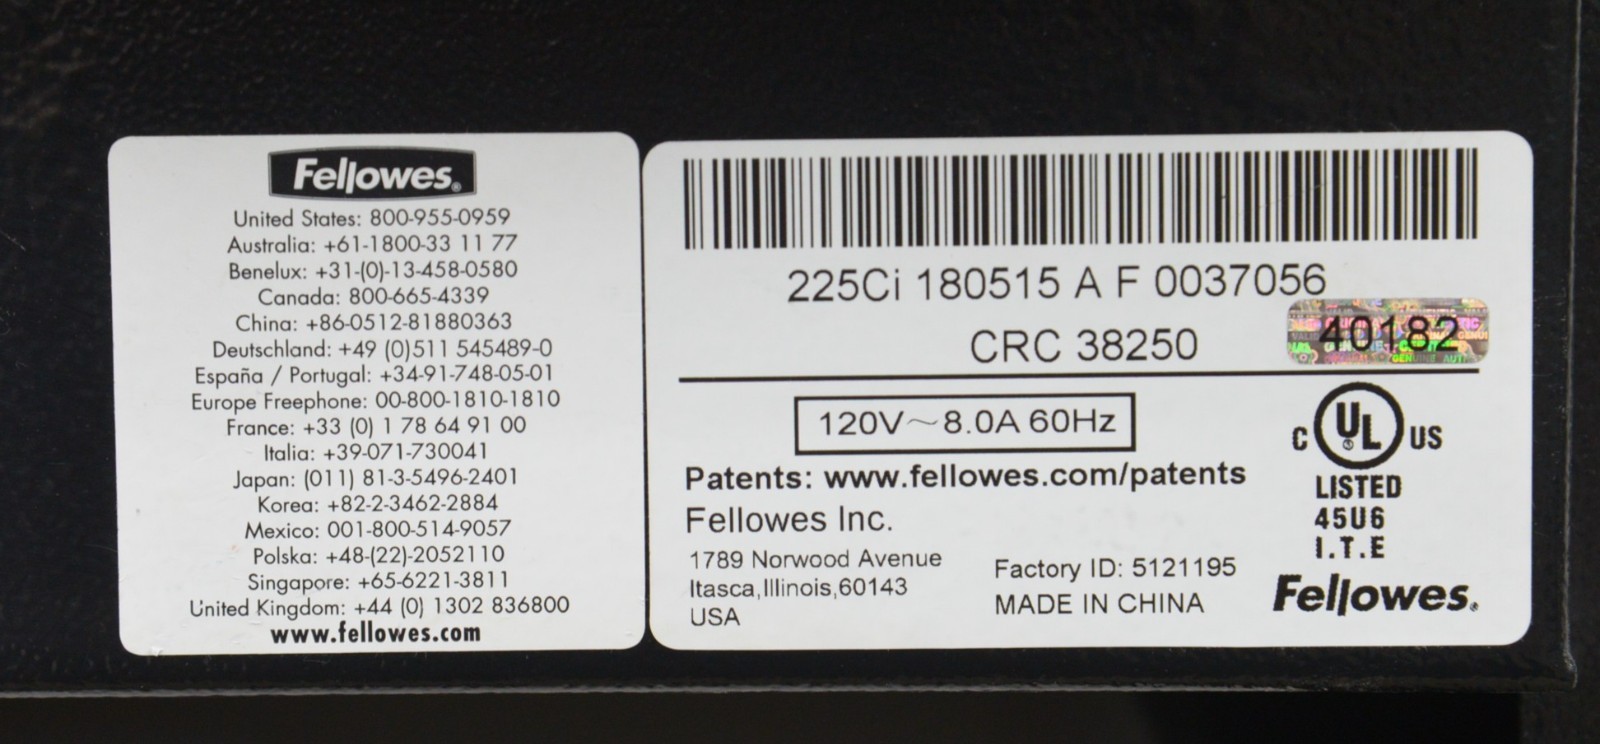 Fellowes®
United States: 800-955-0959
Australia: +61-1800-33 11 77
Benelux: +31-(0)-13-458-0580
Canada: 800-665-4339
China: +86-0512-81880363
Deutschland: +49 (0)511 545489-0
España / Portugal: +34-91-748-05-01
Europe Freephone: 00-800-1810-1810
France: +33 (0) 1 78 64 91 00
Italia: +39-071-730041
Japan: (011) 81-3-5496-2401
Korea: +82-2-3462-2884
Mexico: 001-800-514-9057
Polska: +48-(22)-2052110
Singapore: +65-6221-3811
United Kingdom: +44 (0) 1302 836800
www.fellowes.com
225Ci 180515 A F 0037056
CRC 38250
40182
120V~8.0A 60Hz
C UL® US
LISTED
45U6
I.T.E
Patents: www.fellowes.com/patents
Fellowes Inc.
1789 Norwood Avenue
Itasca,Illinois,60143
USA
Factory ID: 5121195
MADE IN CHINA
Fellowes®